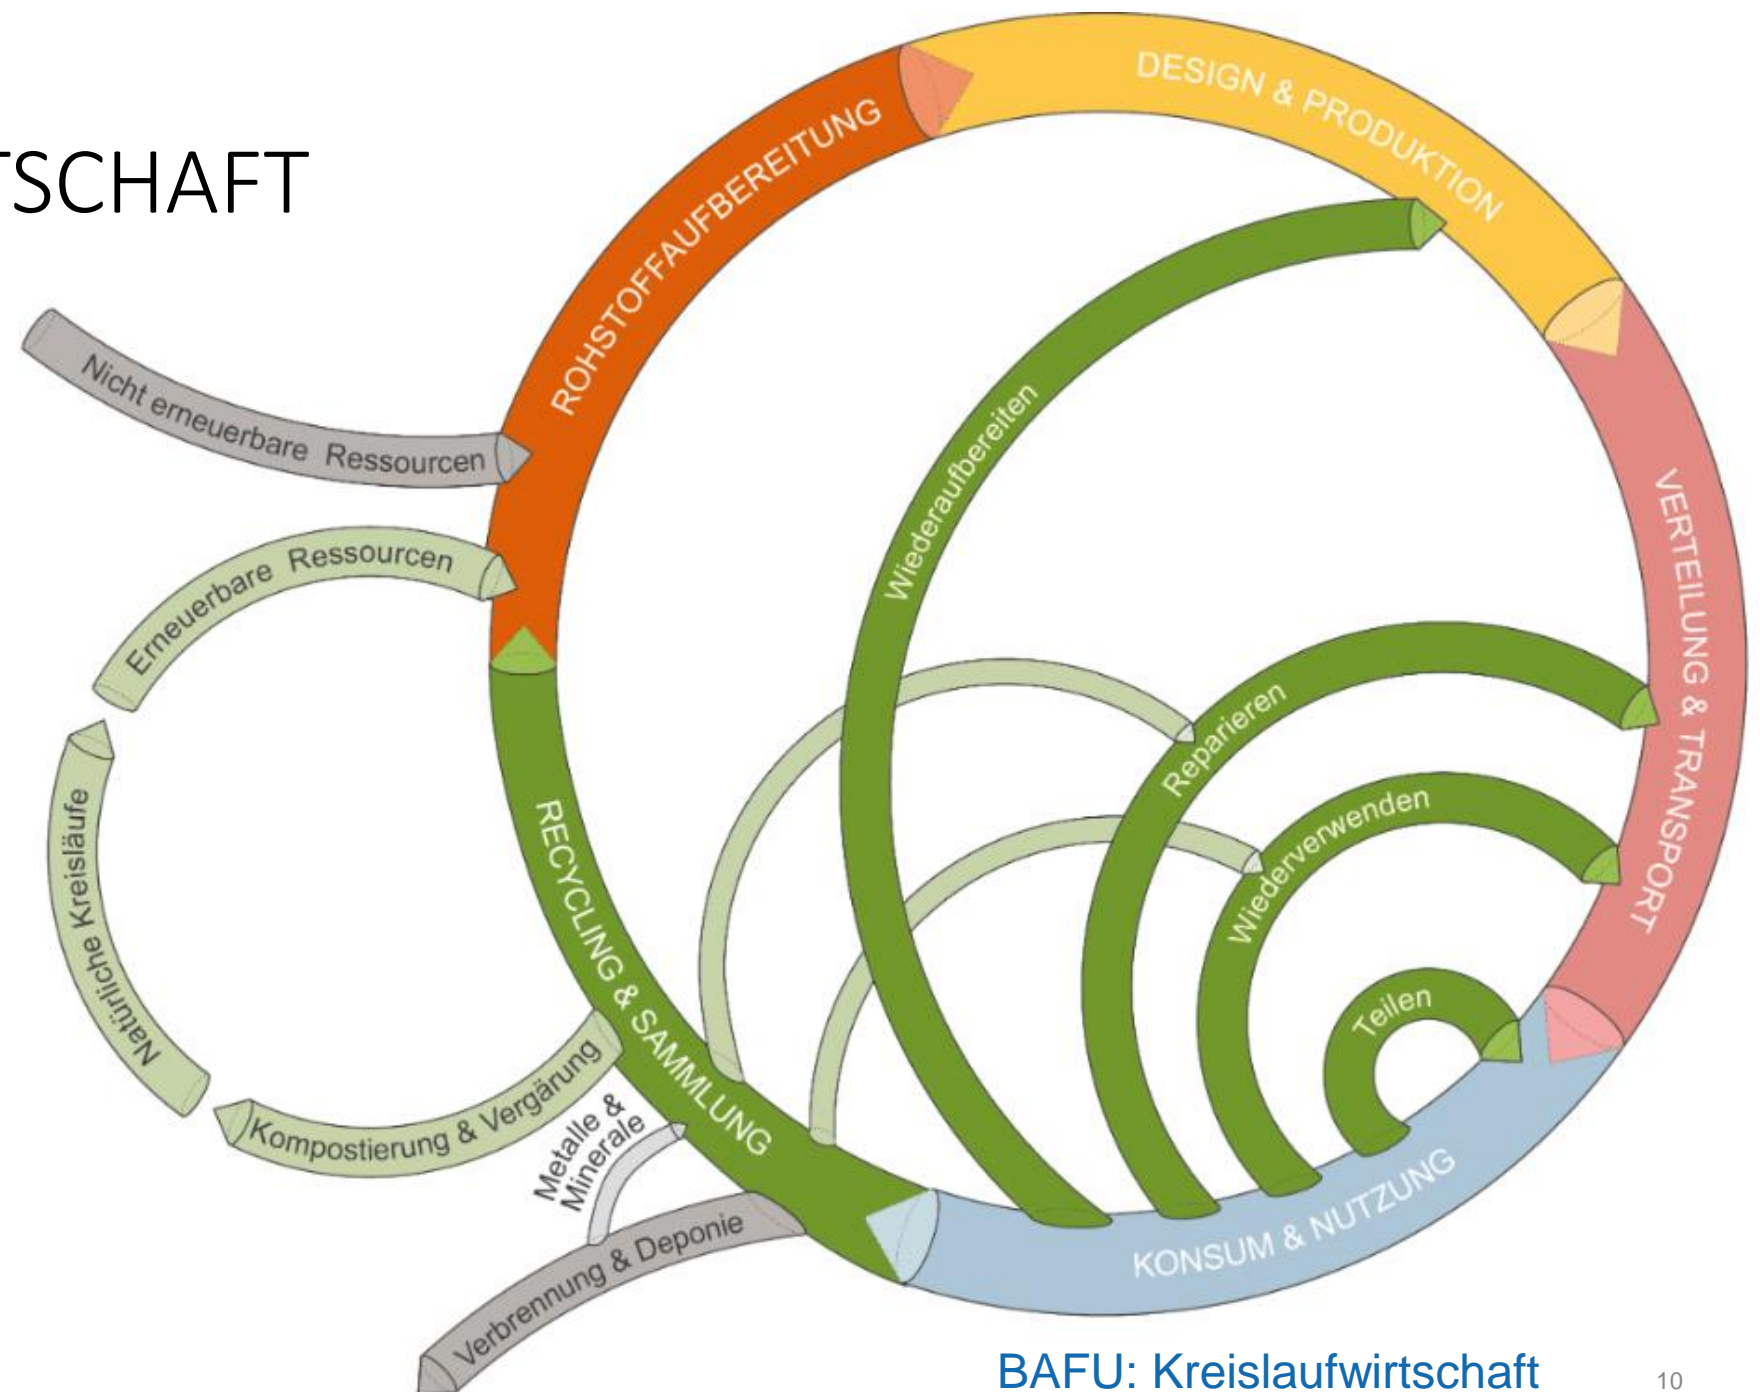 TSCHAFT
DESIGN & PRODUKTION
ROHSTOFFAUFBEREITUNG
Nicht erneuerbare Ressourcen
Wiederaufbereiten
VERTEILUNG & TRANSPORT
Erneuerbare Ressourcen
Reparieren
Wiederverwenden
Natürliche Kreisläufe
RECYCLING & SAMMLUNG
Teilen
Kompostierung & Vergärung
Metalle &
Minerale
KONSUM & NUTZUNG
Verbrennung & Deponie
BAFU: Kreislaufwirtschaft
10